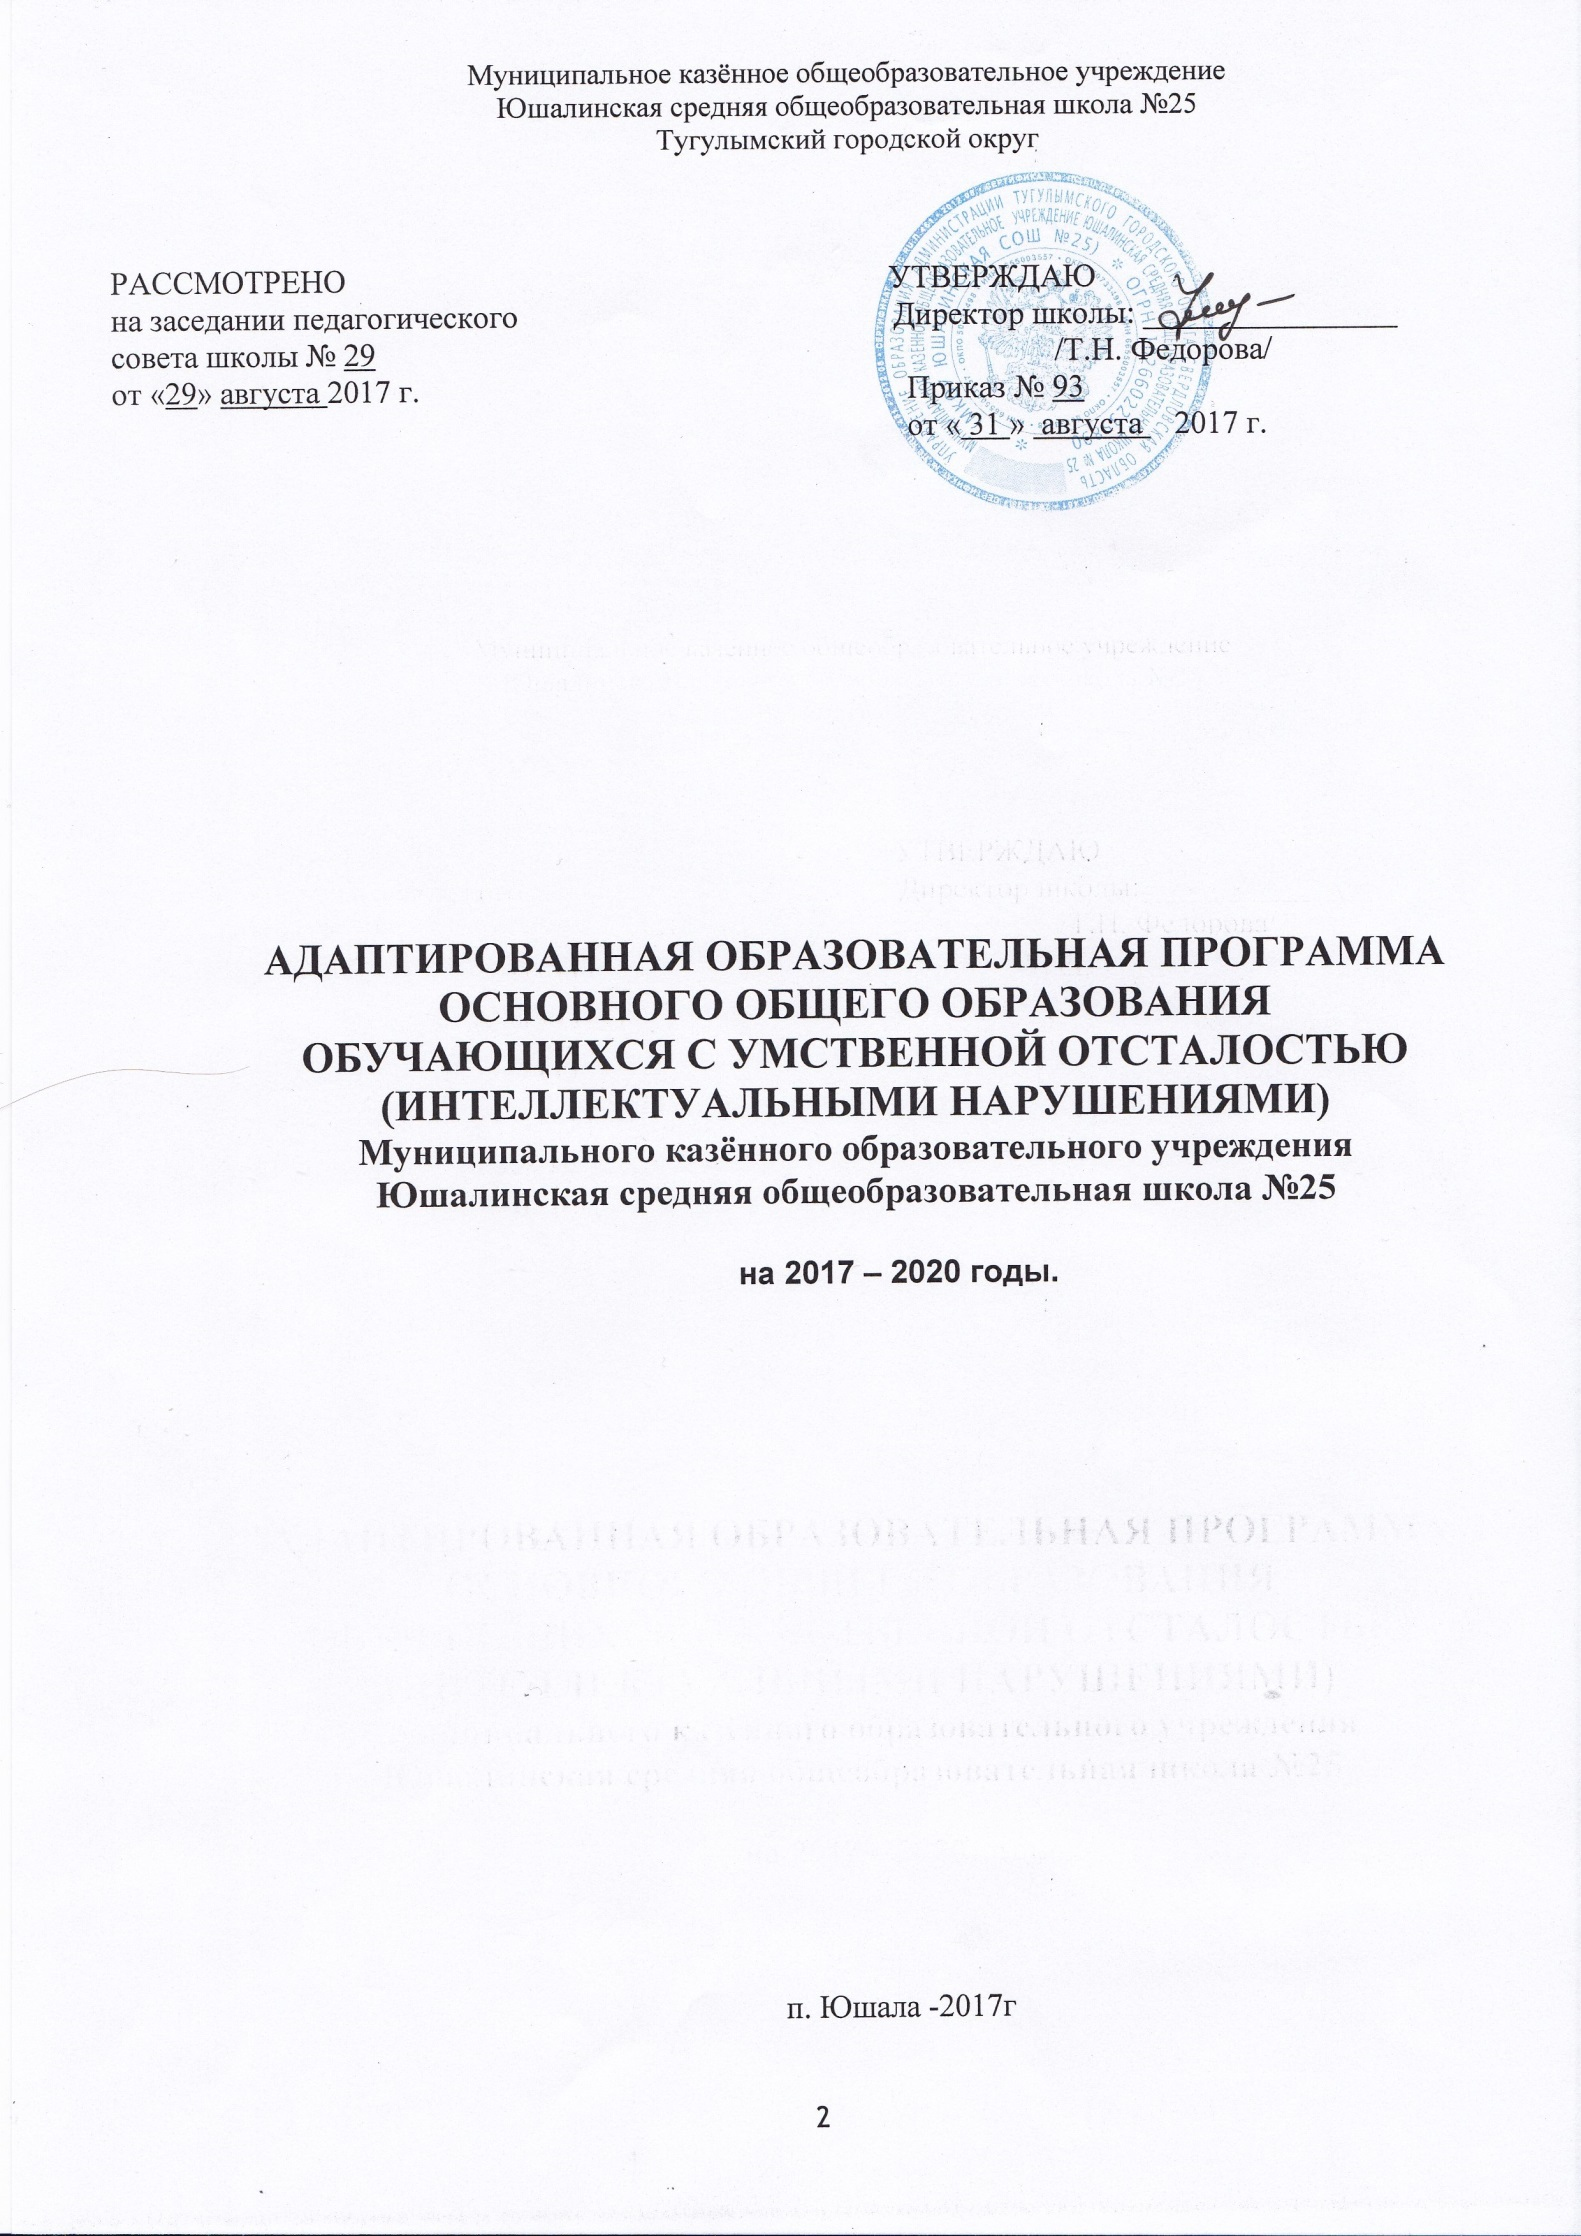 Муниципальное казённое общеобразовательное учреждение
Юшалинская средняя общеобразовательная школа №25
Тугулымский городской округ
РАССМОТРЕНО
на заседании педагогического
совета школы № 29
от «29» августа 2017 г.
УТВЕРЖДАЮ
Директор школы:
/Т.Н. Федорова/
Приказ № 93
от « 31 » августа 2017 г.
АДАПТИРОВАННАЯ ОБРАЗОВАТЕЛЬНАЯ ПРОГРАММА
ОСНОВНОГО ОБЩЕГО ОБРАЗОВАНИЯ
ОБУЧАЮЩИХСЯ С УМСТВЕННОЙ ОТСТАЛОСТЬЮ
(ИНТЕЛЛЕКТУАЛЬНЫМИ НАРУШЕНИЯМИ)
Муниципального казённого образовательного учреждения
Юшалинская средняя общеобразовательная школа №25
на 2017 – 2020 годы.
п. Юшала -2017г
2